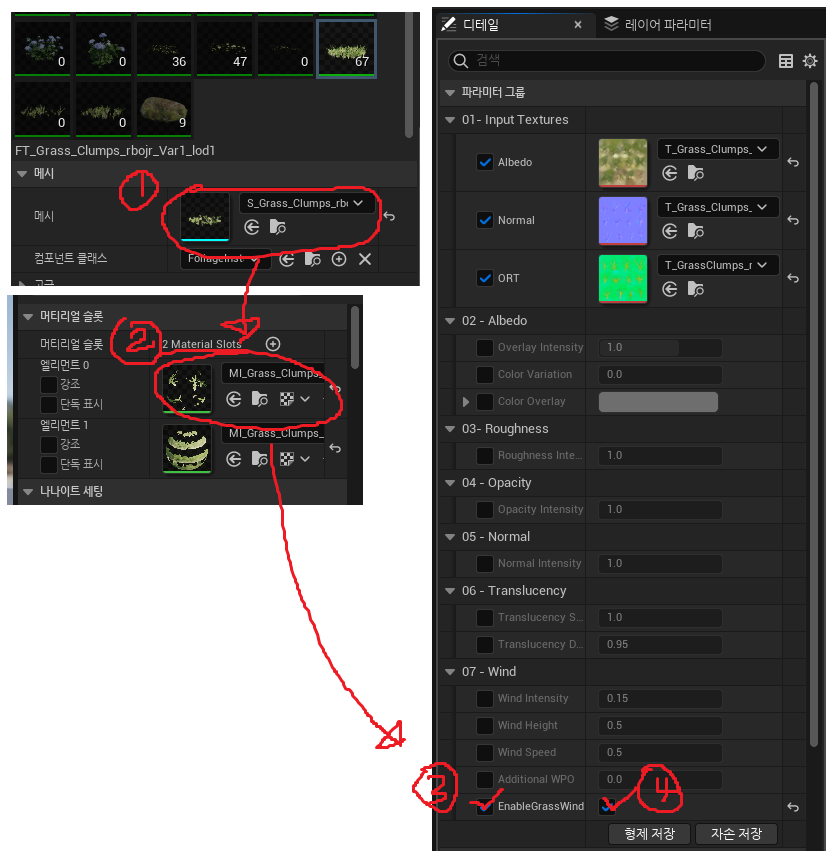 0
0
36
47
0
67
0
0
9
FT_Grass_Clumps_rbojr_Var1_lod1
메시
1
메시
S_Grass_Clumps_rbo
컴포넌트 클래스
FoliageInst
고급
머티리얼 슬롯
머티리얼 슬롯
2
2 Material Slots
엘리먼트 0
강조
단독 표시
MI_Grass_Clumps_
엘리먼트 1
강조
단독 표시
MI_Grass_Clumps_
나나이트 세팅
디테일
레이어 파라미터
검색
파라미터 그룹
01- Input Textures
Albedo
T_Grass_Clumps_
Normal
T_Grass_Clumps_
ORT
T_GrassClumps_r
02 - Albedo
Overlay Intensity
1.0
Color Variation
0.0
Color Overlay
03- Roughness
Roughness Inte...
1.0
04 - Opacity
Opacity Intensity
1.0
05 - Normal
Normal Intensity
1.0
06 - Translucency
Translucency S...
1.0
Translucency D...
0.95
07 - Wind
Wind Intensity
0.15
Wind Height
0.5
Wind Speed
0.5
Additional WPO
0.0
3
EnableGrassWind
4
형제 저장
자손 저장